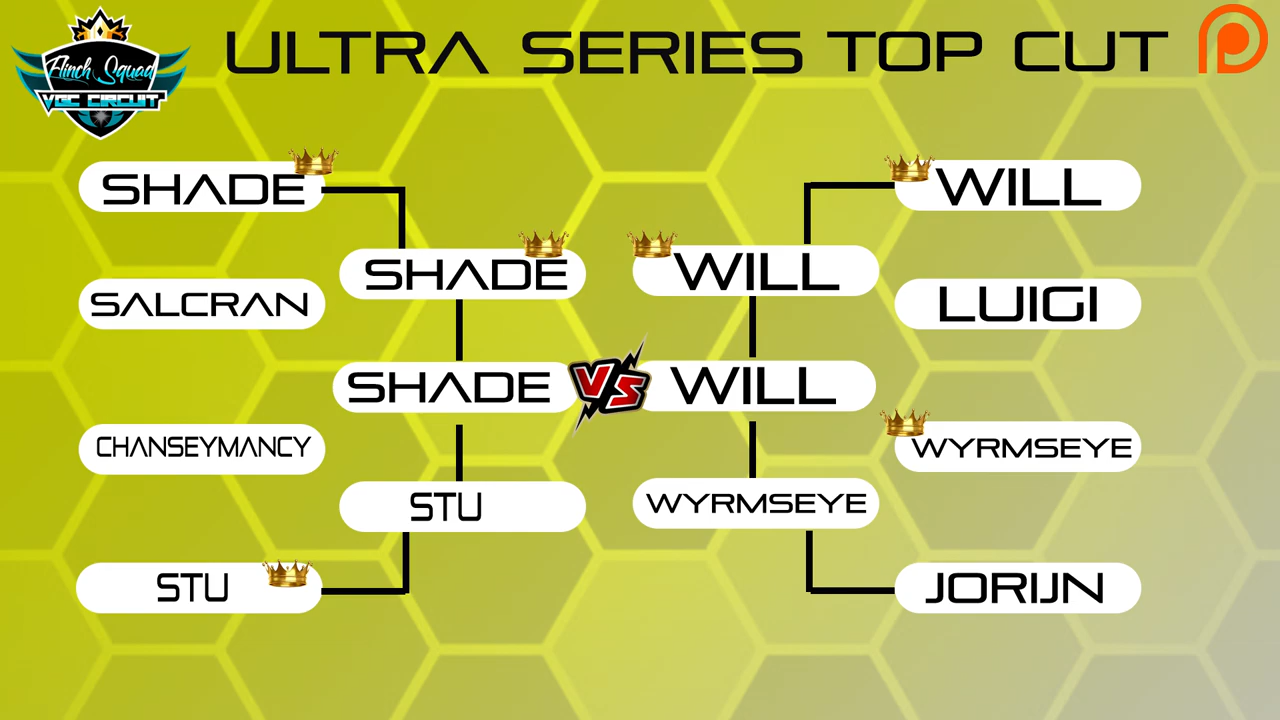 Flinch Squad
VGC CIRCUIT
ULTRA SERIES TOP CUT
SHADE
SALCRAN
CHANSEYMANCY
STU
SHADE
SHADE
STU
VS
WILL
WILL
WYRMSEYE
WILL
LUIGI
WYRMSEYE
JORIJN